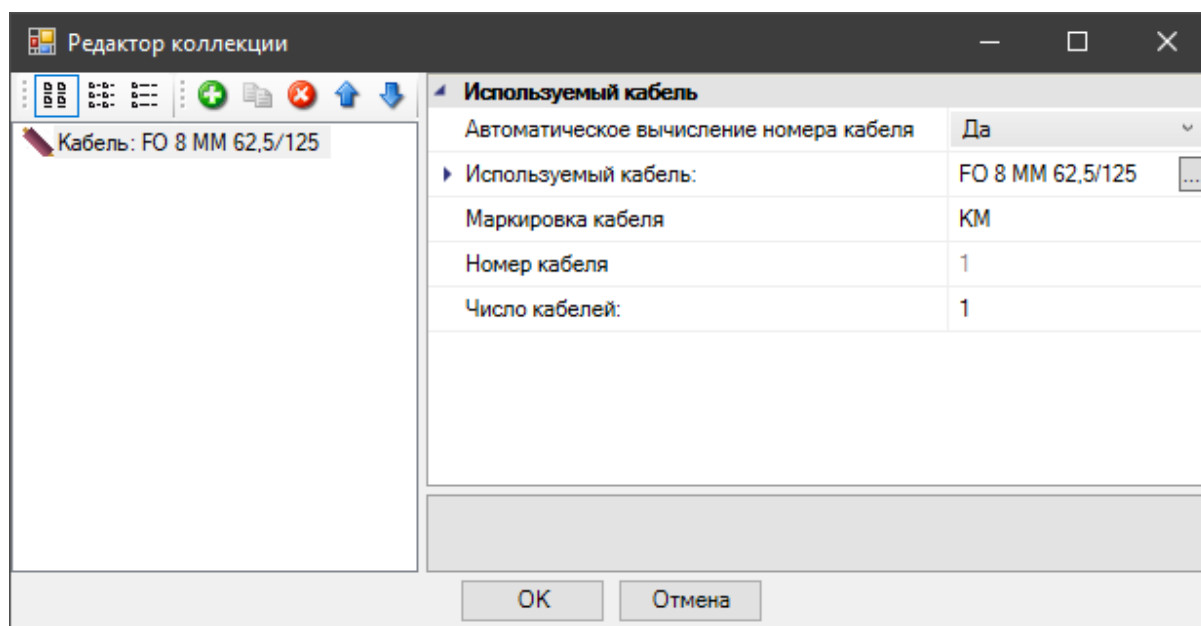 Редактор коллекции
Кабель: FO 8 MM 62,5/125
Используемый кабель
Автоматическое вычисление номера кабеля Да
Используемый кабель: FO 8 MM 62,5/125 ...
Маркировка кабеля КМ
Номер кабеля 1
Число кабелей: 1
OK Отмена